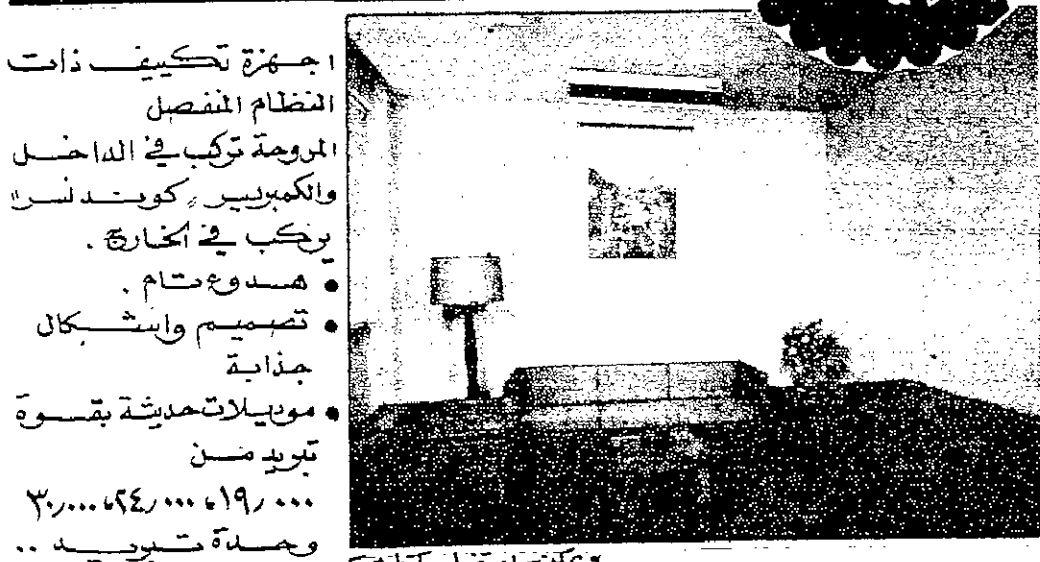 اجهزة تكييف ذات
النظام المنفصل
المروحة تركب في الداخل
والكمبريسر "كوندنسر"
يركب في الخارج .
• هدوء تام .
• تصميم واشكال
جذابة
• موديلات حديثة بقوة
تبريد من
١٩٫٠٠٠ ، ٢٤٫٠٠٠ ، ٣٠٫٠٠٠
وحدة تبريد ..